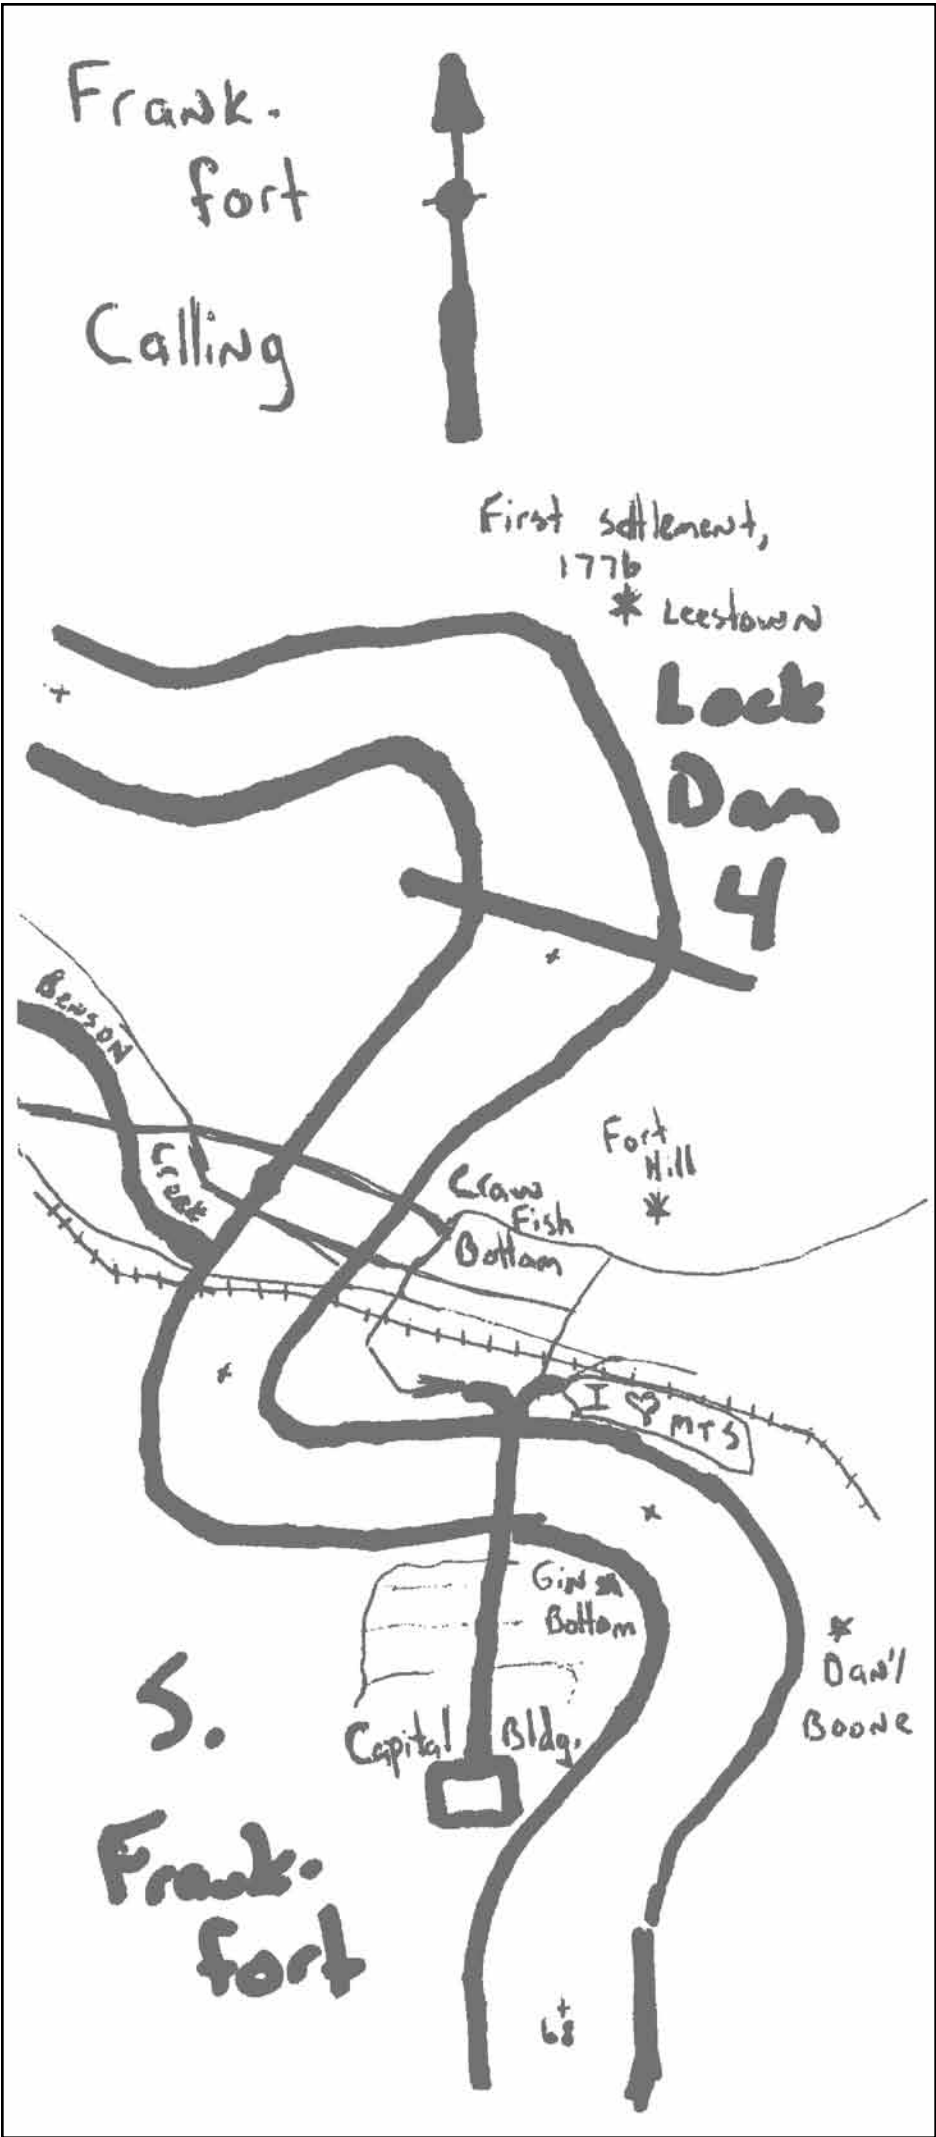 Frank.
fort
Calling
First settlement,
1776
Leestown
Lock
Dam
4
Benson
Creek
Fort
Hill
Craw
Fish
Bottom
I ♡ MTS
Gin
Bottom
Dan'l
Boone
S.
Capital Bldg.
Frank.
fort
68